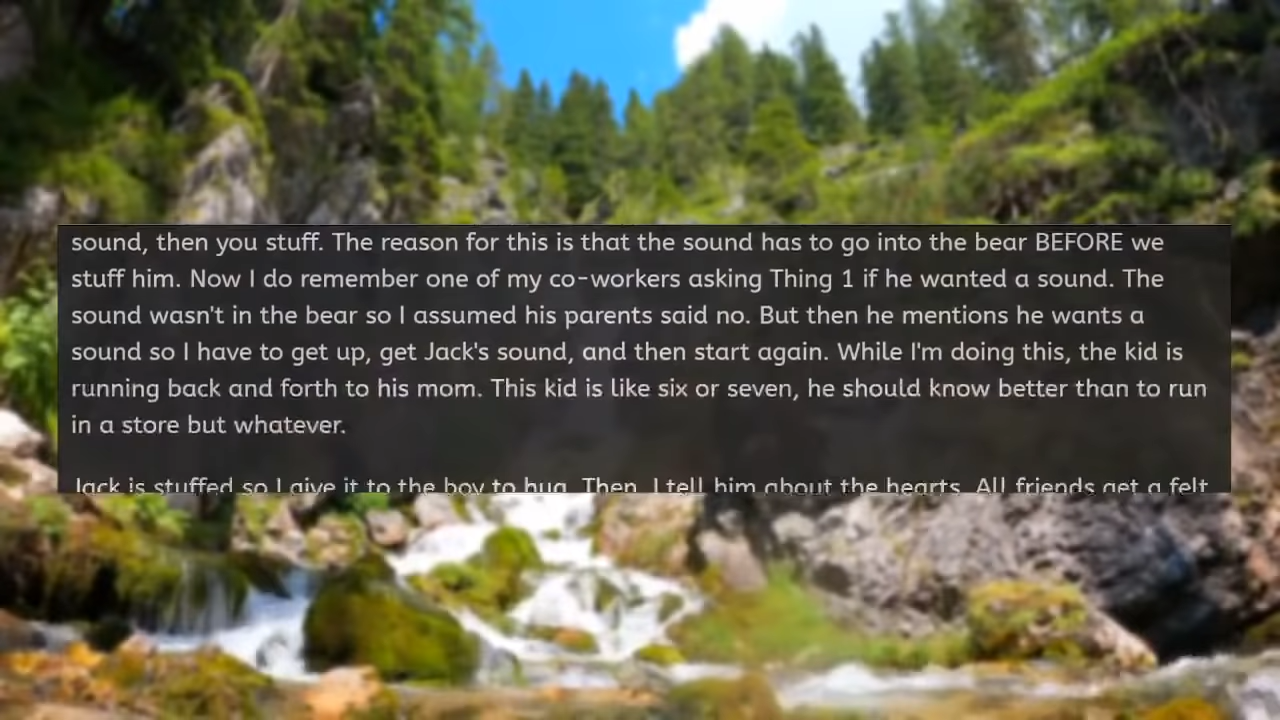 sound, then you stuff. The reason for this is that the sound has to go into the bear BEFORE we
stuff him. Now I do remember one of my co-workers asking Thing 1 if he wanted a sound. The
sound wasn't in the bear so I assumed his parents said no. But then he mentions he wants a
sound so I have to get up, get Jack's sound, and then start again. While I'm doing this, the kid is
running back and forth to his mom. This kid is like six or seven, he should know better than to run
in a store but whatever.
Jack is stuffed so I give it to the boy to hug. Then, I tell him about the hearts. All friends get a felt